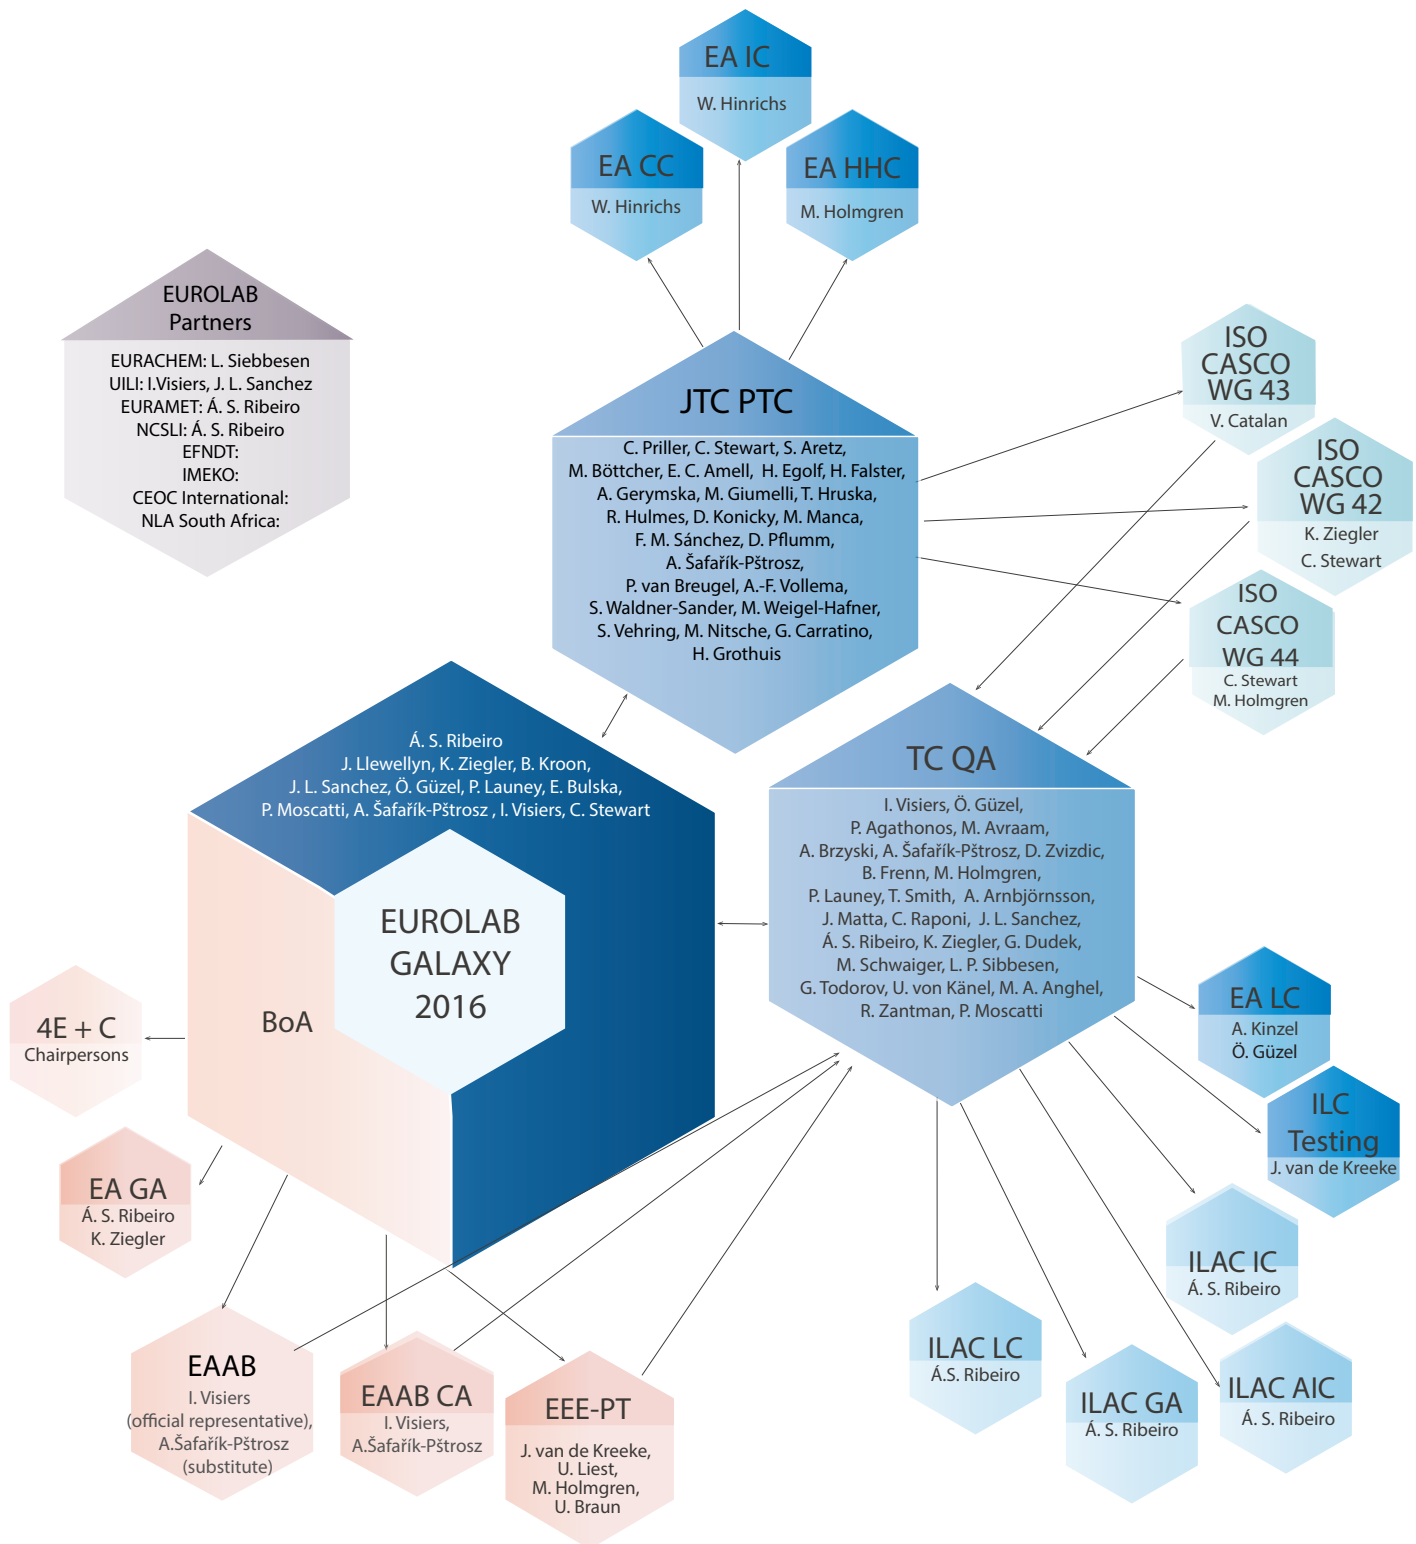 EA IC
W. Hinrichs
EA CC
W. Hinrichs
EA HHC
M. Holmgren
EUROLAB
Partners
EURACHEM: L. Siebbesen
UILI: I.Visiers, J. L. Sanchez
EURAMET: Á. S. Ribeiro
NCSLI: Á. S. Ribeiro
EFNDT:
IMEKO:
CEOC International:
NLA South Africa:
JTC PTC
C. Priller, C. Stewart, S. Aretz,
M. Böttcher, E. C. Amell, H. Egolf, H. Falster,
A. Gerymska, M. Giumelli, T. Hruska,
R. Hulmes, D. Konicky, M. Manca,
F. M. Sánchez, D. Pflumm,
A. Šafařík-Pštrosz,
P. van Breugel, A.-F. Vollema,
S. Waldner-Sander, M. Weigel-Hafner,
S. Vehring, M. Nitsche, G. Carratino,
H. Grothuis
ISO
CASCO
WG 43
V. Catalan
ISO
CASCO
WG 42
K. Ziegler
C. Stewart
ISO
CASCO
WG 44
C. Stewart
M. Holmgren
Á. S. Ribeiro
J. Llewellyn, K. Ziegler, B. Kroon,
J. L. Sanchez, Ö. Güzel, P. Launey, E. Bulska,
P. Moscatti, A. Šafařík-Pštrosz , I. Visiers, C. Stewart
EUROLAB
GALAXY
2016
BoA
TC QA
I. Visiers, Ö. Güzel,
P. Agathonos, M. Avraam,
A. Brzyski, A. Šafařík-Pštrosz, D. Zvizdic,
B. Frenn, M. Holmgren,
P. Launey, T. Smith, A. Arnbjörnsson,
J. Matta, C. Raponi, J. L. Sanchez,
Á. S. Ribeiro, K. Ziegler, G. Dudek,
M. Schwaiger, L. P. Sibbesen,
G. Todorov, U. von Känel, M. A. Anghel,
R. Zantman, P. Moscatti
4E + C
Chairpersons
EA GA
Á. S. Ribeiro
K. Ziegler
EAAB
I. Visiers
(official representative),
A.Šafařík-Pštrosz
(substitute)
EAAB CA
I. Visiers,
A.Šafařík-Pštrosz
EEE-PT
J. van de Kreeke,
U. Liest,
M. Holmgren,
U. Braun
EA LC
A. Kinzel
Ö. Güzel
ILC
Testing
J. van de Kreeke
ILAC IC
Á. S. Ribeiro
ILAC LC
Á.S. Ribeiro
ILAC GA
Á. S. Ribeiro
ILAC AIC
Á. S. Ribeiro